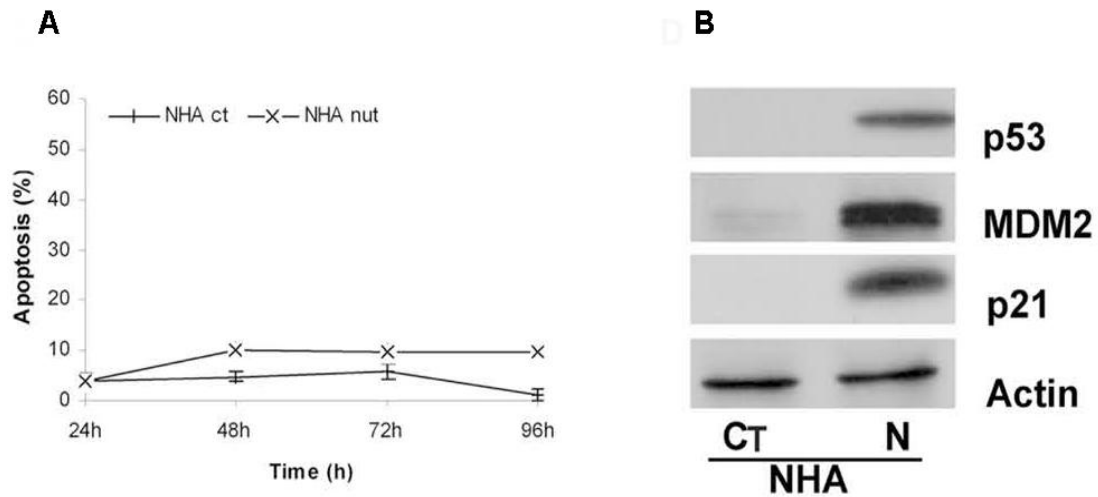 A
60
50
40
30
20
10
0
Apoptosis (%)
NHA ct NHA nut
24h 48h 72h 96h
Time (h)
D B
p53
MDM2
p21
Actin
CT N
NHA